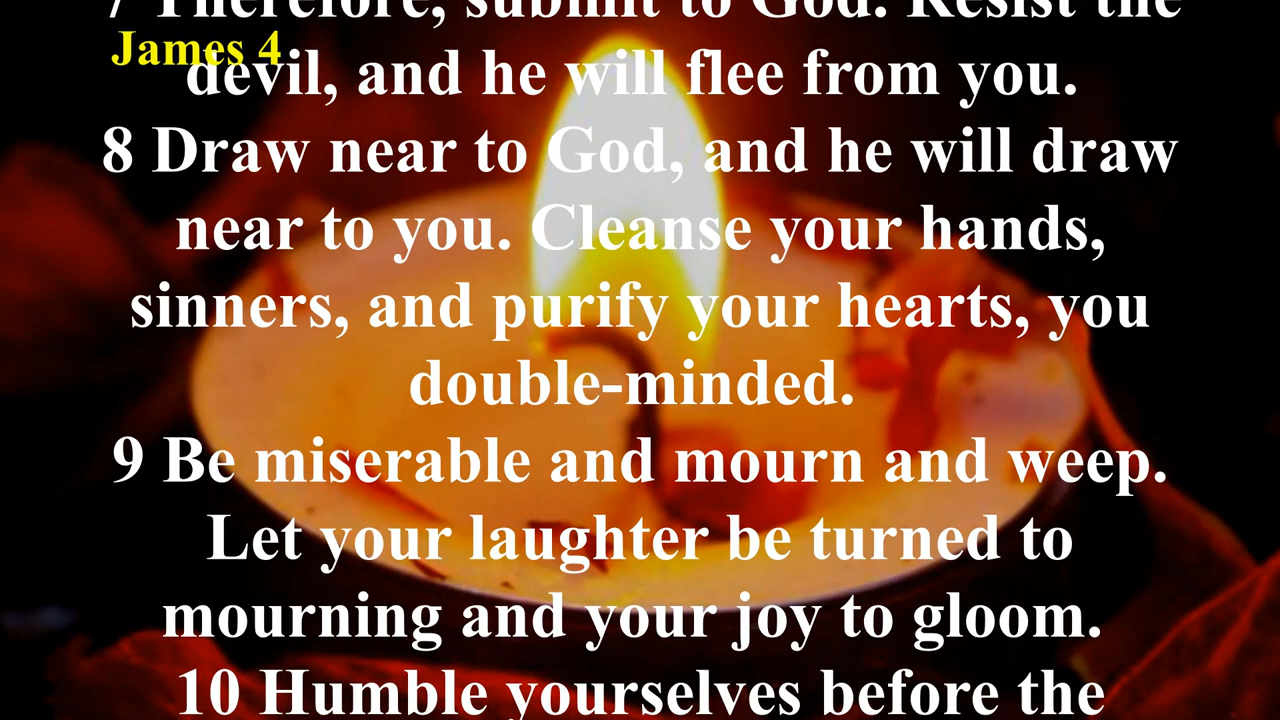 7 Therefore, submit to God. Resist the
James 4
devil, and he will flee from you.
8 Draw near to God, and he will draw
near to you. Cleanse your hands,
sinners, and purify your hearts, you
double-minded.
9 Be miserable and mourn and weep.
Let your laughter be turned to
mourning and your joy to gloom.
10 Humble yourselves before the